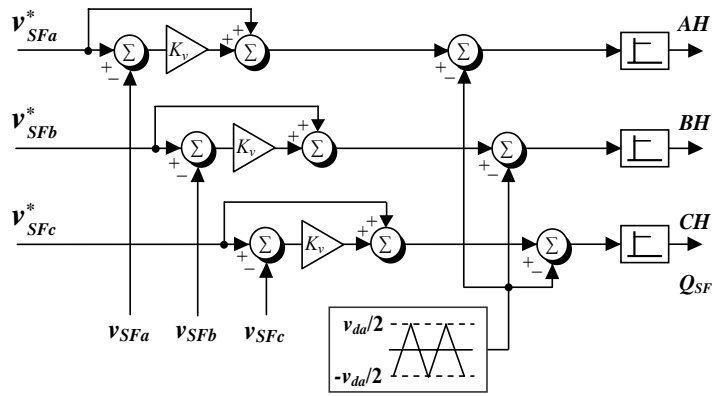 v*SFa
+
−
Σ
Kv
+
+
Σ
+
−
Σ
AH
v*SFb
+
−
Σ
Kv
+
+
Σ
+
−
Σ
BH
v*SFc
+
−
Σ
Kv
+
+
Σ
+
−
Σ
CH
QSF
vSFa vSFb vSFc
vda/2
-vda/2